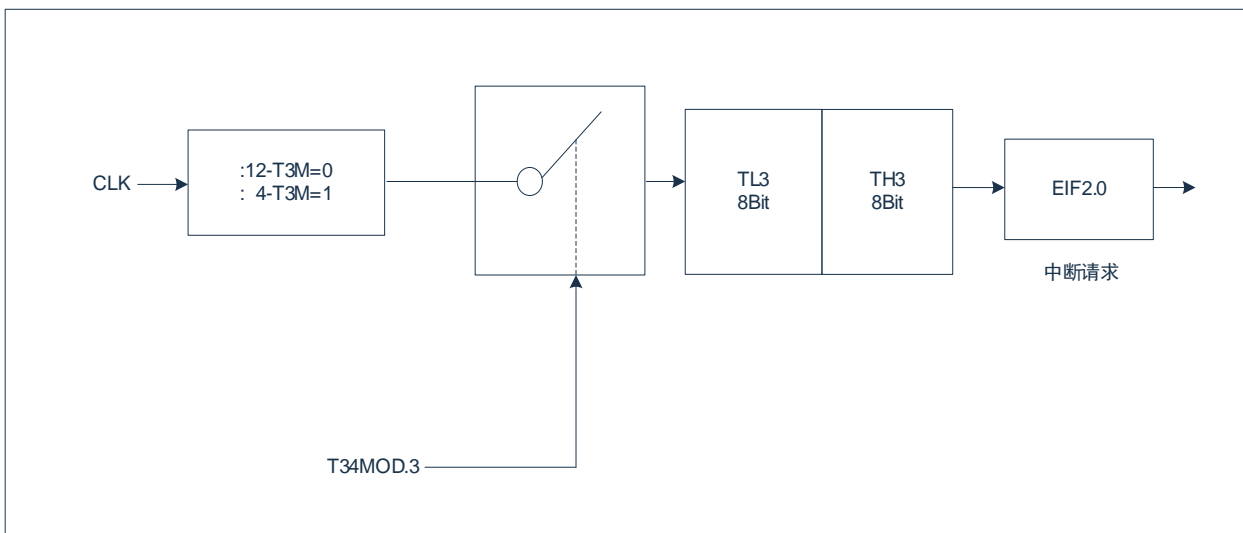 CLK
:12-T3M=0
: 4-T3M=1
TL3
8Bit
TH3
8Bit
EIF2.0
中断请求
T34MOD.3